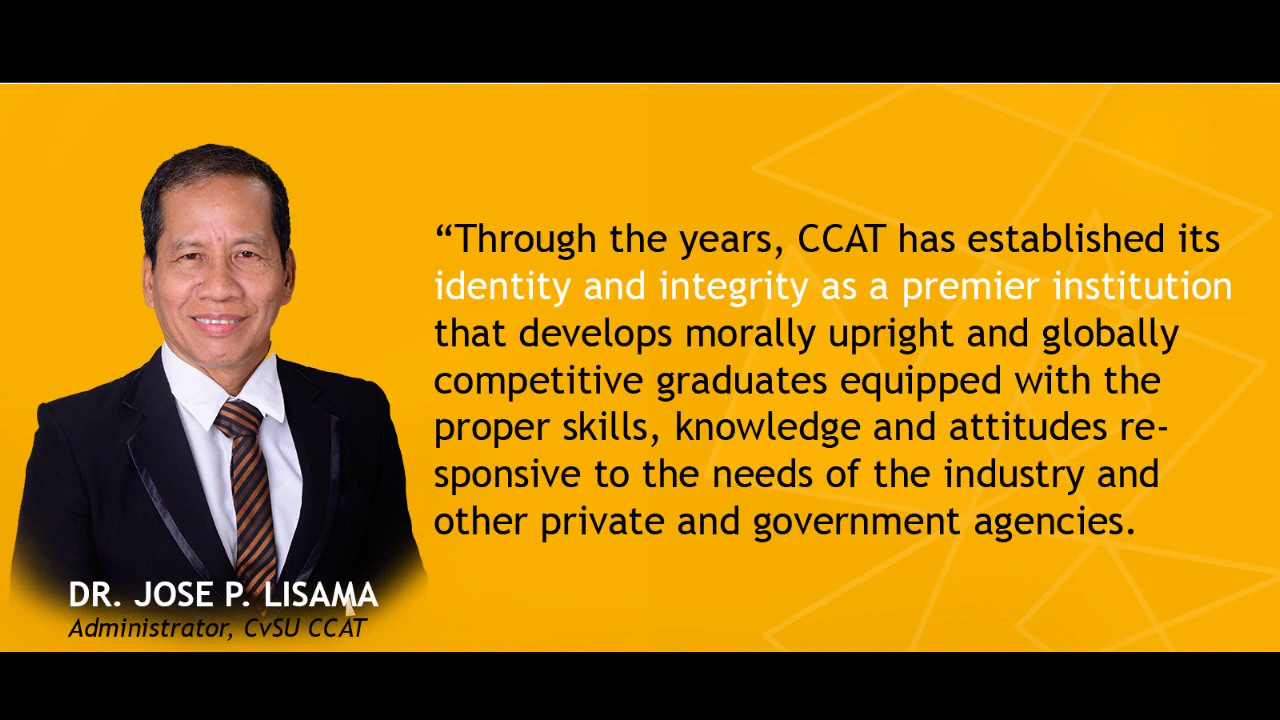 “Through the years, CCAT has established its
identity and integrity as a premier institution
that develops morally upright and globally
competitive graduates equipped with the
proper skills, knowledge and attitudes re-
sponsive to the needs of the industry and
other private and government agencies.
DR. JOSE P. LISAMA
Administrator, CvSU CCAT